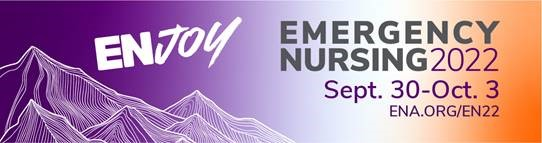 ENJOY
EMERGENCY
NURSING2022
Sept. 30-Oct. 3
ENA.ORG/EN22